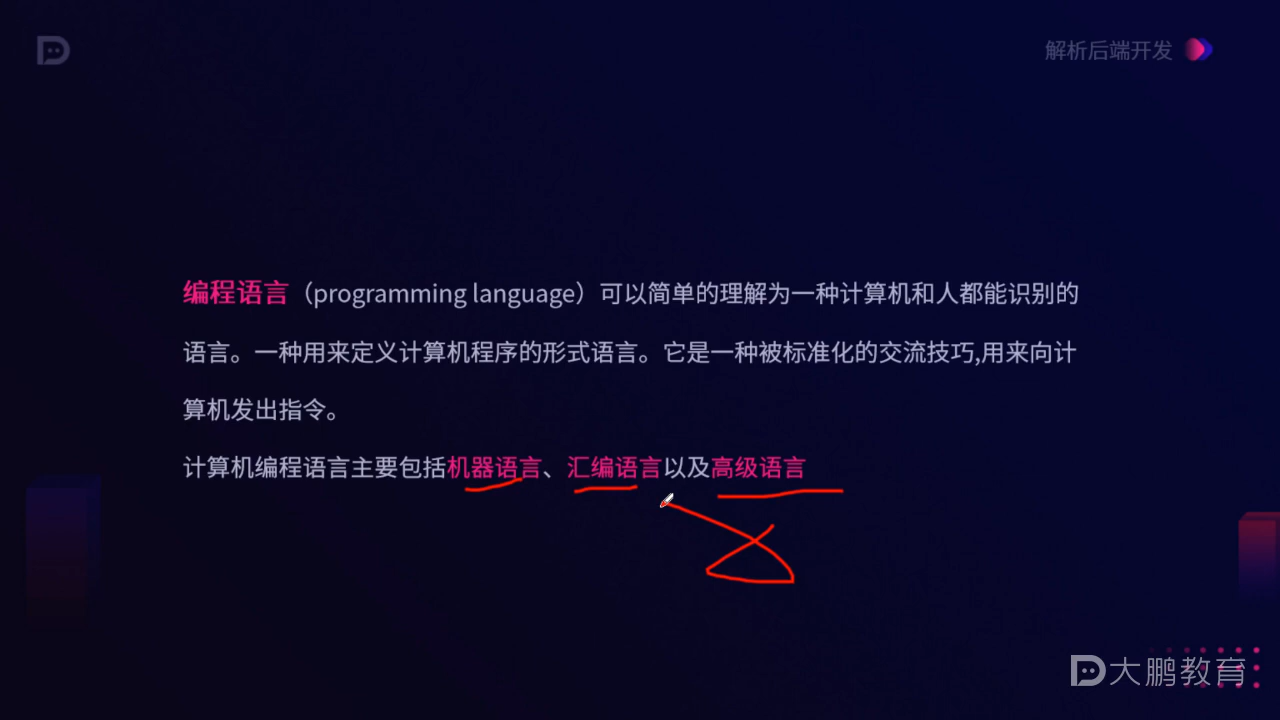 解析后端开发
编程语言（programming language）可以简单的理解为一种计算机和人都能识别的
语言。一种用来定义计算机程序的形式语言。它是一种被标准化的交流技巧,用来向计
算机发出指令。
计算机编程语言主要包括机器语言、汇编语言以及高级语言
大鹏教育